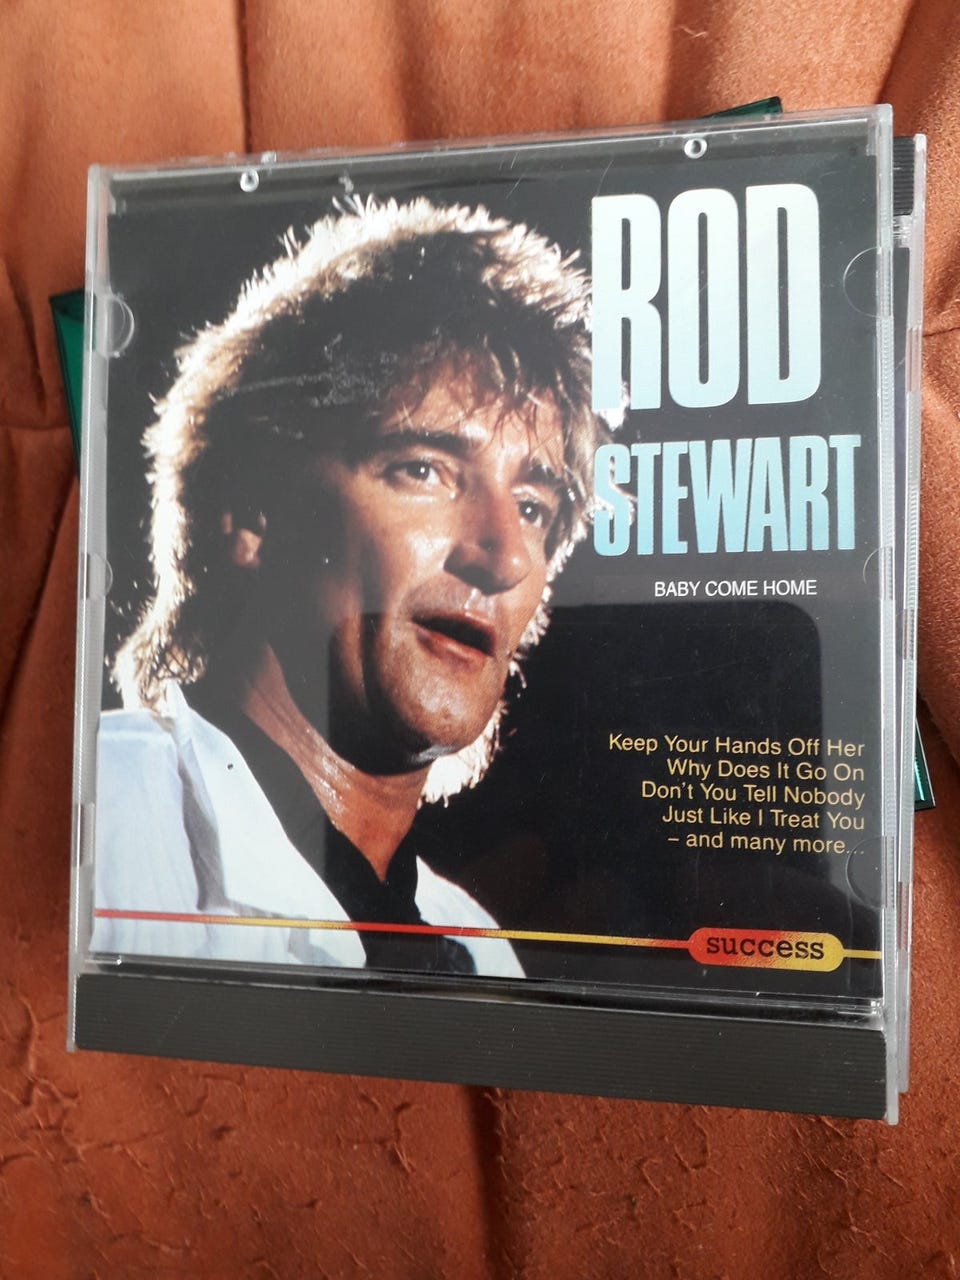 ROD
STEWART
BABY COME HOME
Keep Your Hands Off Her
Why Does It Go On
Don't You Tell Nobody
Just Like I Treat You
– and many more...
success